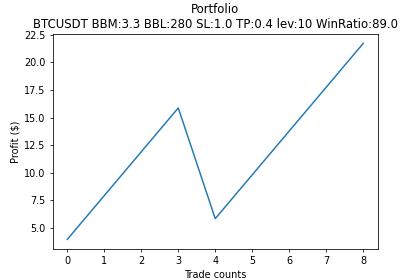 Portfolio
BTCUSDT BBM:3.3 BBL:280 SL:1.0 TP:0.4 lev:10 WinRatio:89.0
22.5
20.0
17.5
15.0
12.5
10.0
7.5
5.0
Profit ($)
0 1 2 3 4 5 6 7 8
Trade counts